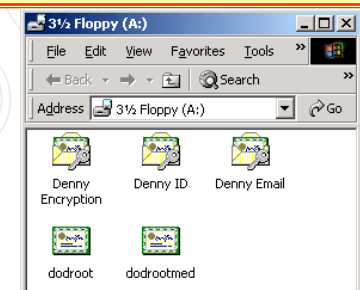 3½ Floppy (A:)
File Edit View Favorites Tools »
Back Search »
Address 3½ Floppy (A:) Go
Denny Encryption Denny ID Denny Email
dodroot dodrootmed